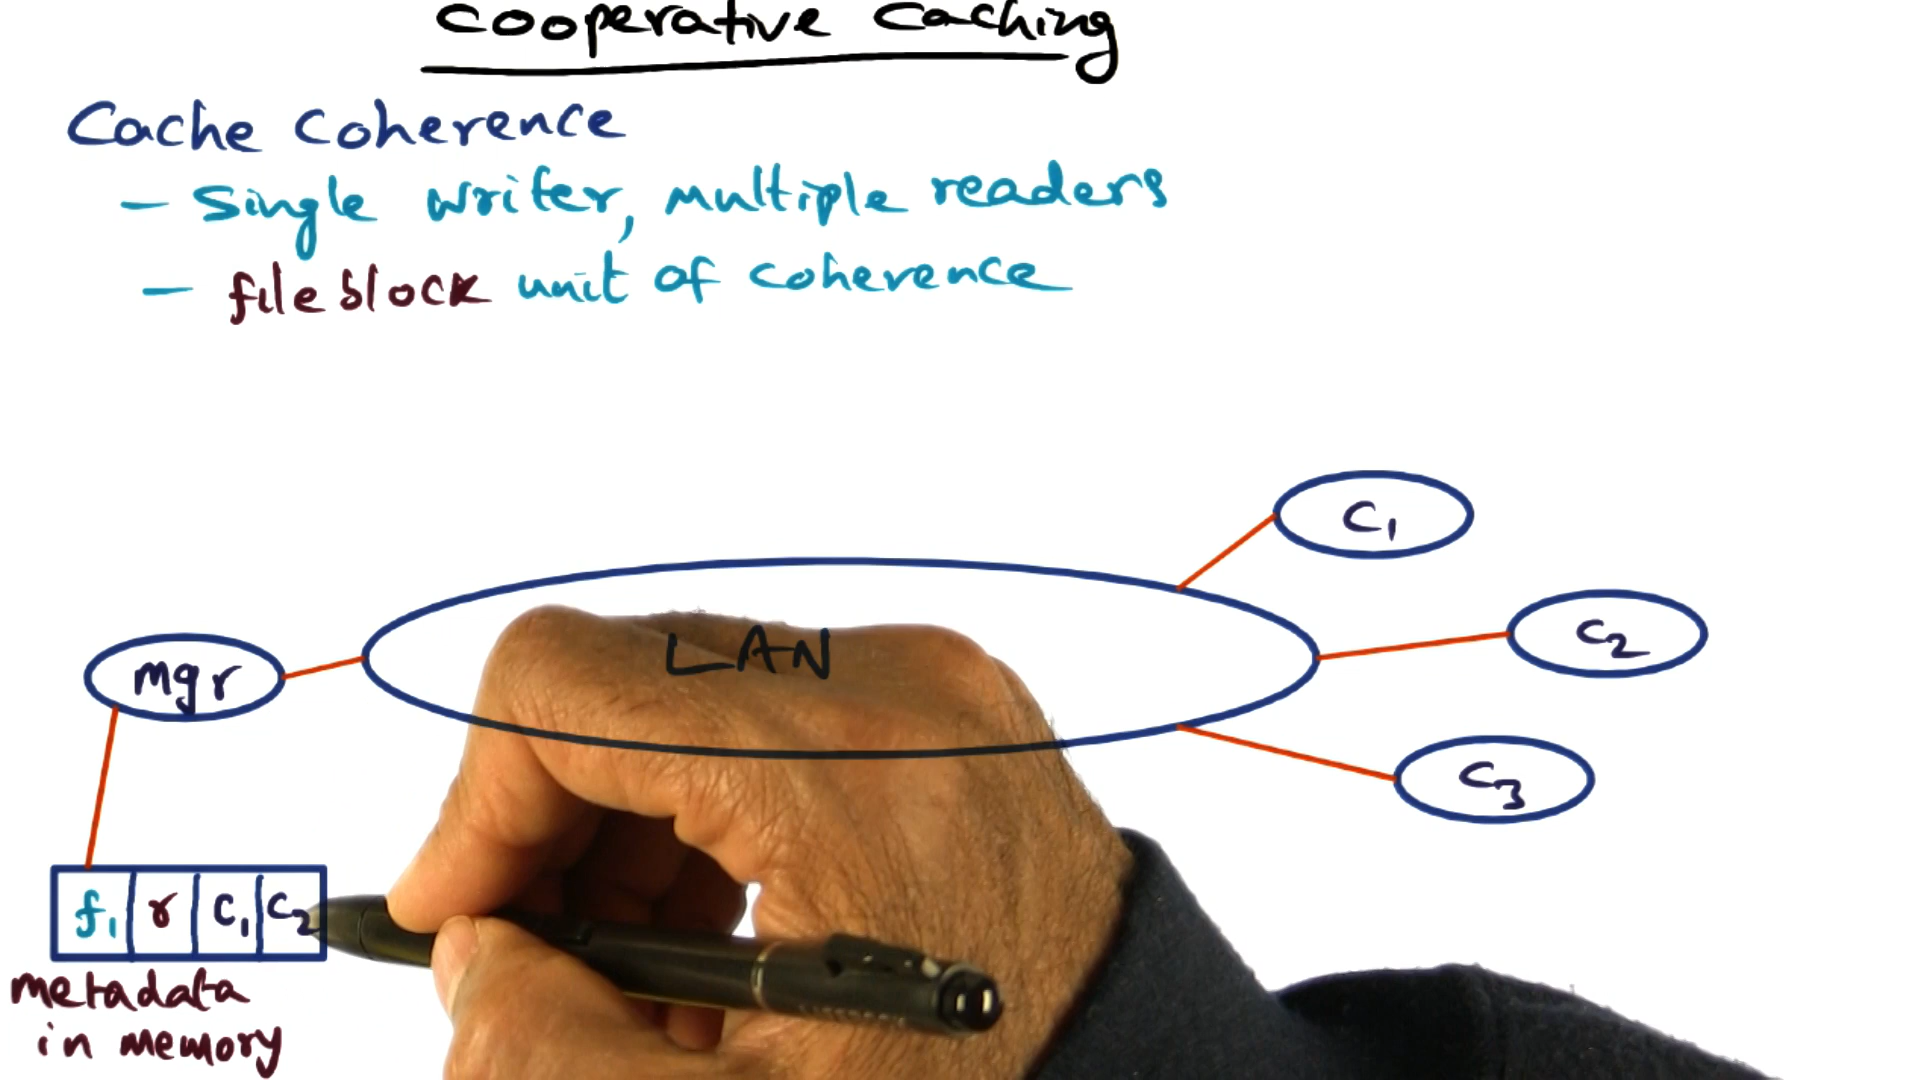 Cooperative Caching
Cache Coherence
- Single writer, multiple readers
- file block unit of coherence
C1
LAN
C2
mgr
C3
f1 r C1 C2
metadata
in memory